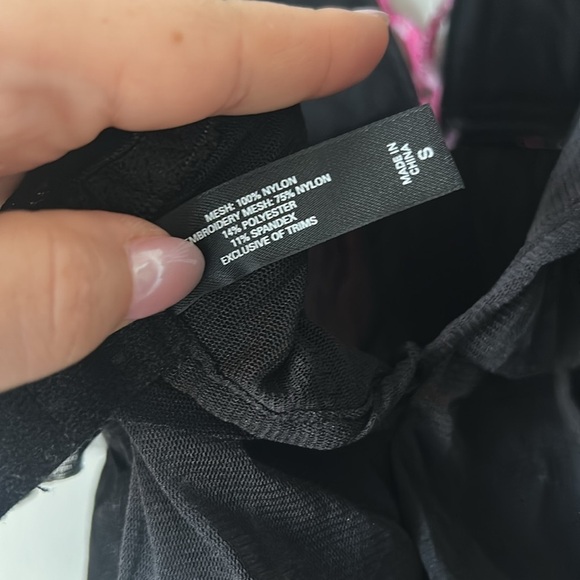 MESH: 100% NYLON
EMBROIDERY MESH: 75% NYLON
14% POLYESTER
11% SPANDEX
EXCLUSIVE OF TRIMS
S
MADE IN
CHINA